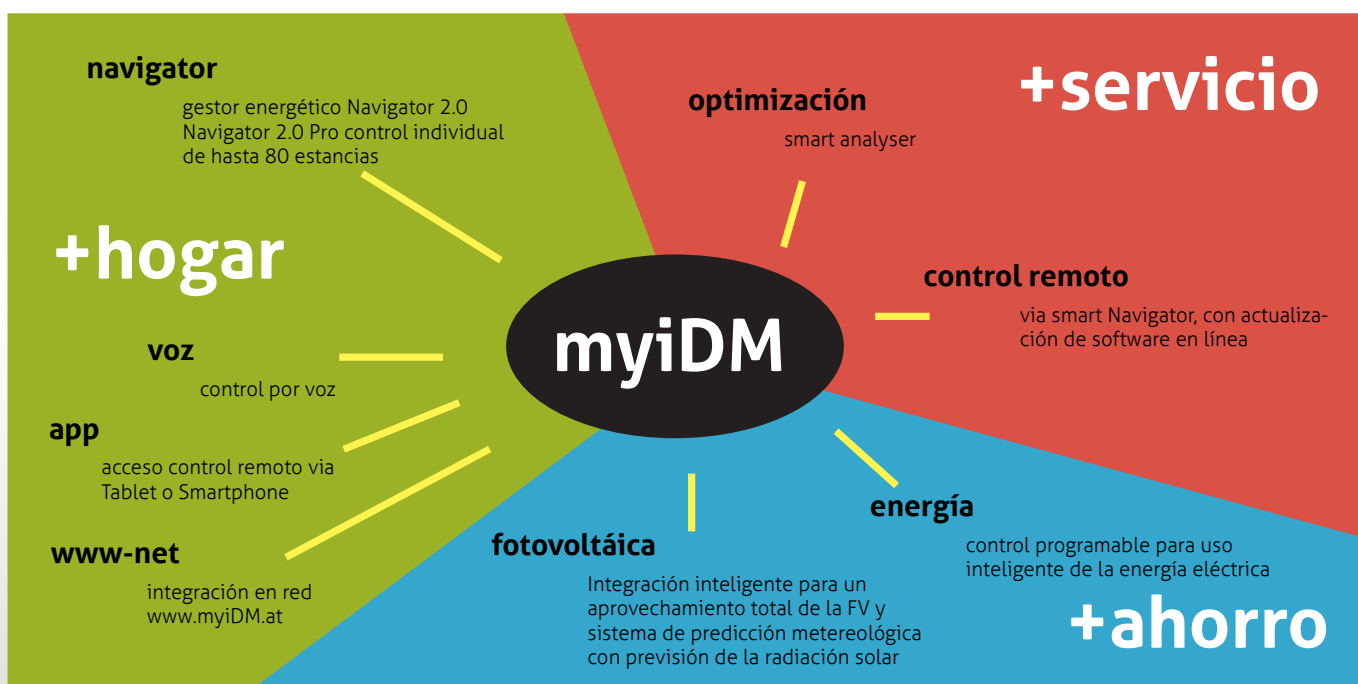 navigator
gestor energético Navigator 2.0
Navigator 2.0 Pro control individual
de hasta 80 estancias
+hogar
voz
control por voz
app
acceso control remoto via
Tablet o Smartphone
www-net
integración en red
www.myiDM.at
myiDM
+servicio
optimización
smart analyser
control remoto
via smart Navigator, con actualiza-
ción de software en línea
fotovoltáica
Integración inteligente para un
aprovechamiento total de la FV y
sistema de predicción metereológica
con previsión de la radiación solar
energía
control programable para uso
inteligente de la energía eléctrica
+ahorro